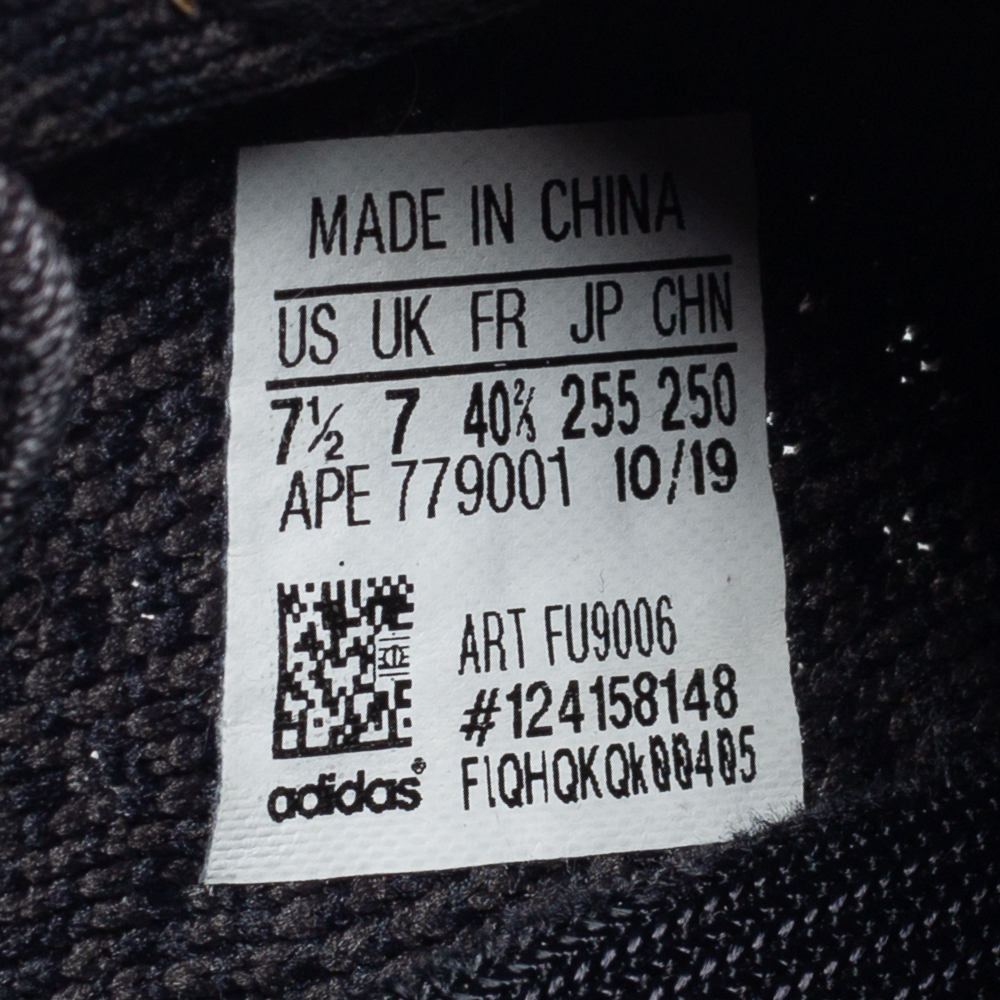 MADE IN CHINA
US UK FR JP CHN
7½ 7 40⅔ 255 250
APE 779001 10/19
ART FU9006
#124158148
adidas®